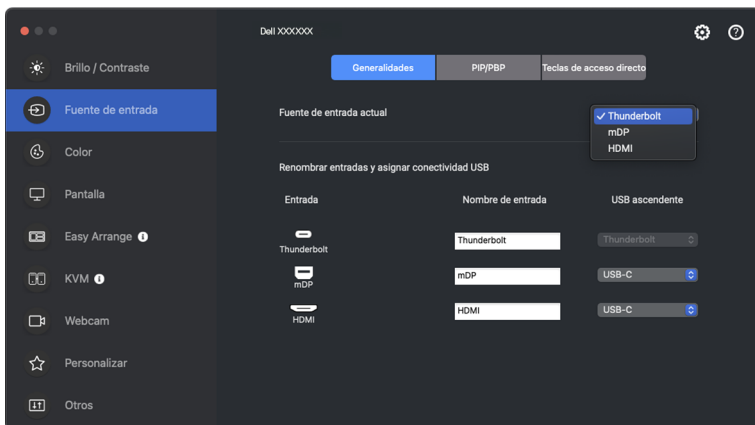 Dell XXXXXX
Brillo / Contraste
Fuente de entrada
Color
Pantalla
Easy Arrange
KVM
Webcam
Personalizar
Otros
Generalidades
PIP/PBP
Teclas de acceso directo
Fuente de entrada actual
✓ Thunderbolt
mDP
HDMI
Renombrar entradas y asignar conectividad USB
Entrada Nombre de entrada USB ascendente
Thunderbolt Thunderbolt Thunderbolt
mDP mDP USB-C
HDMI HDMI USB-C